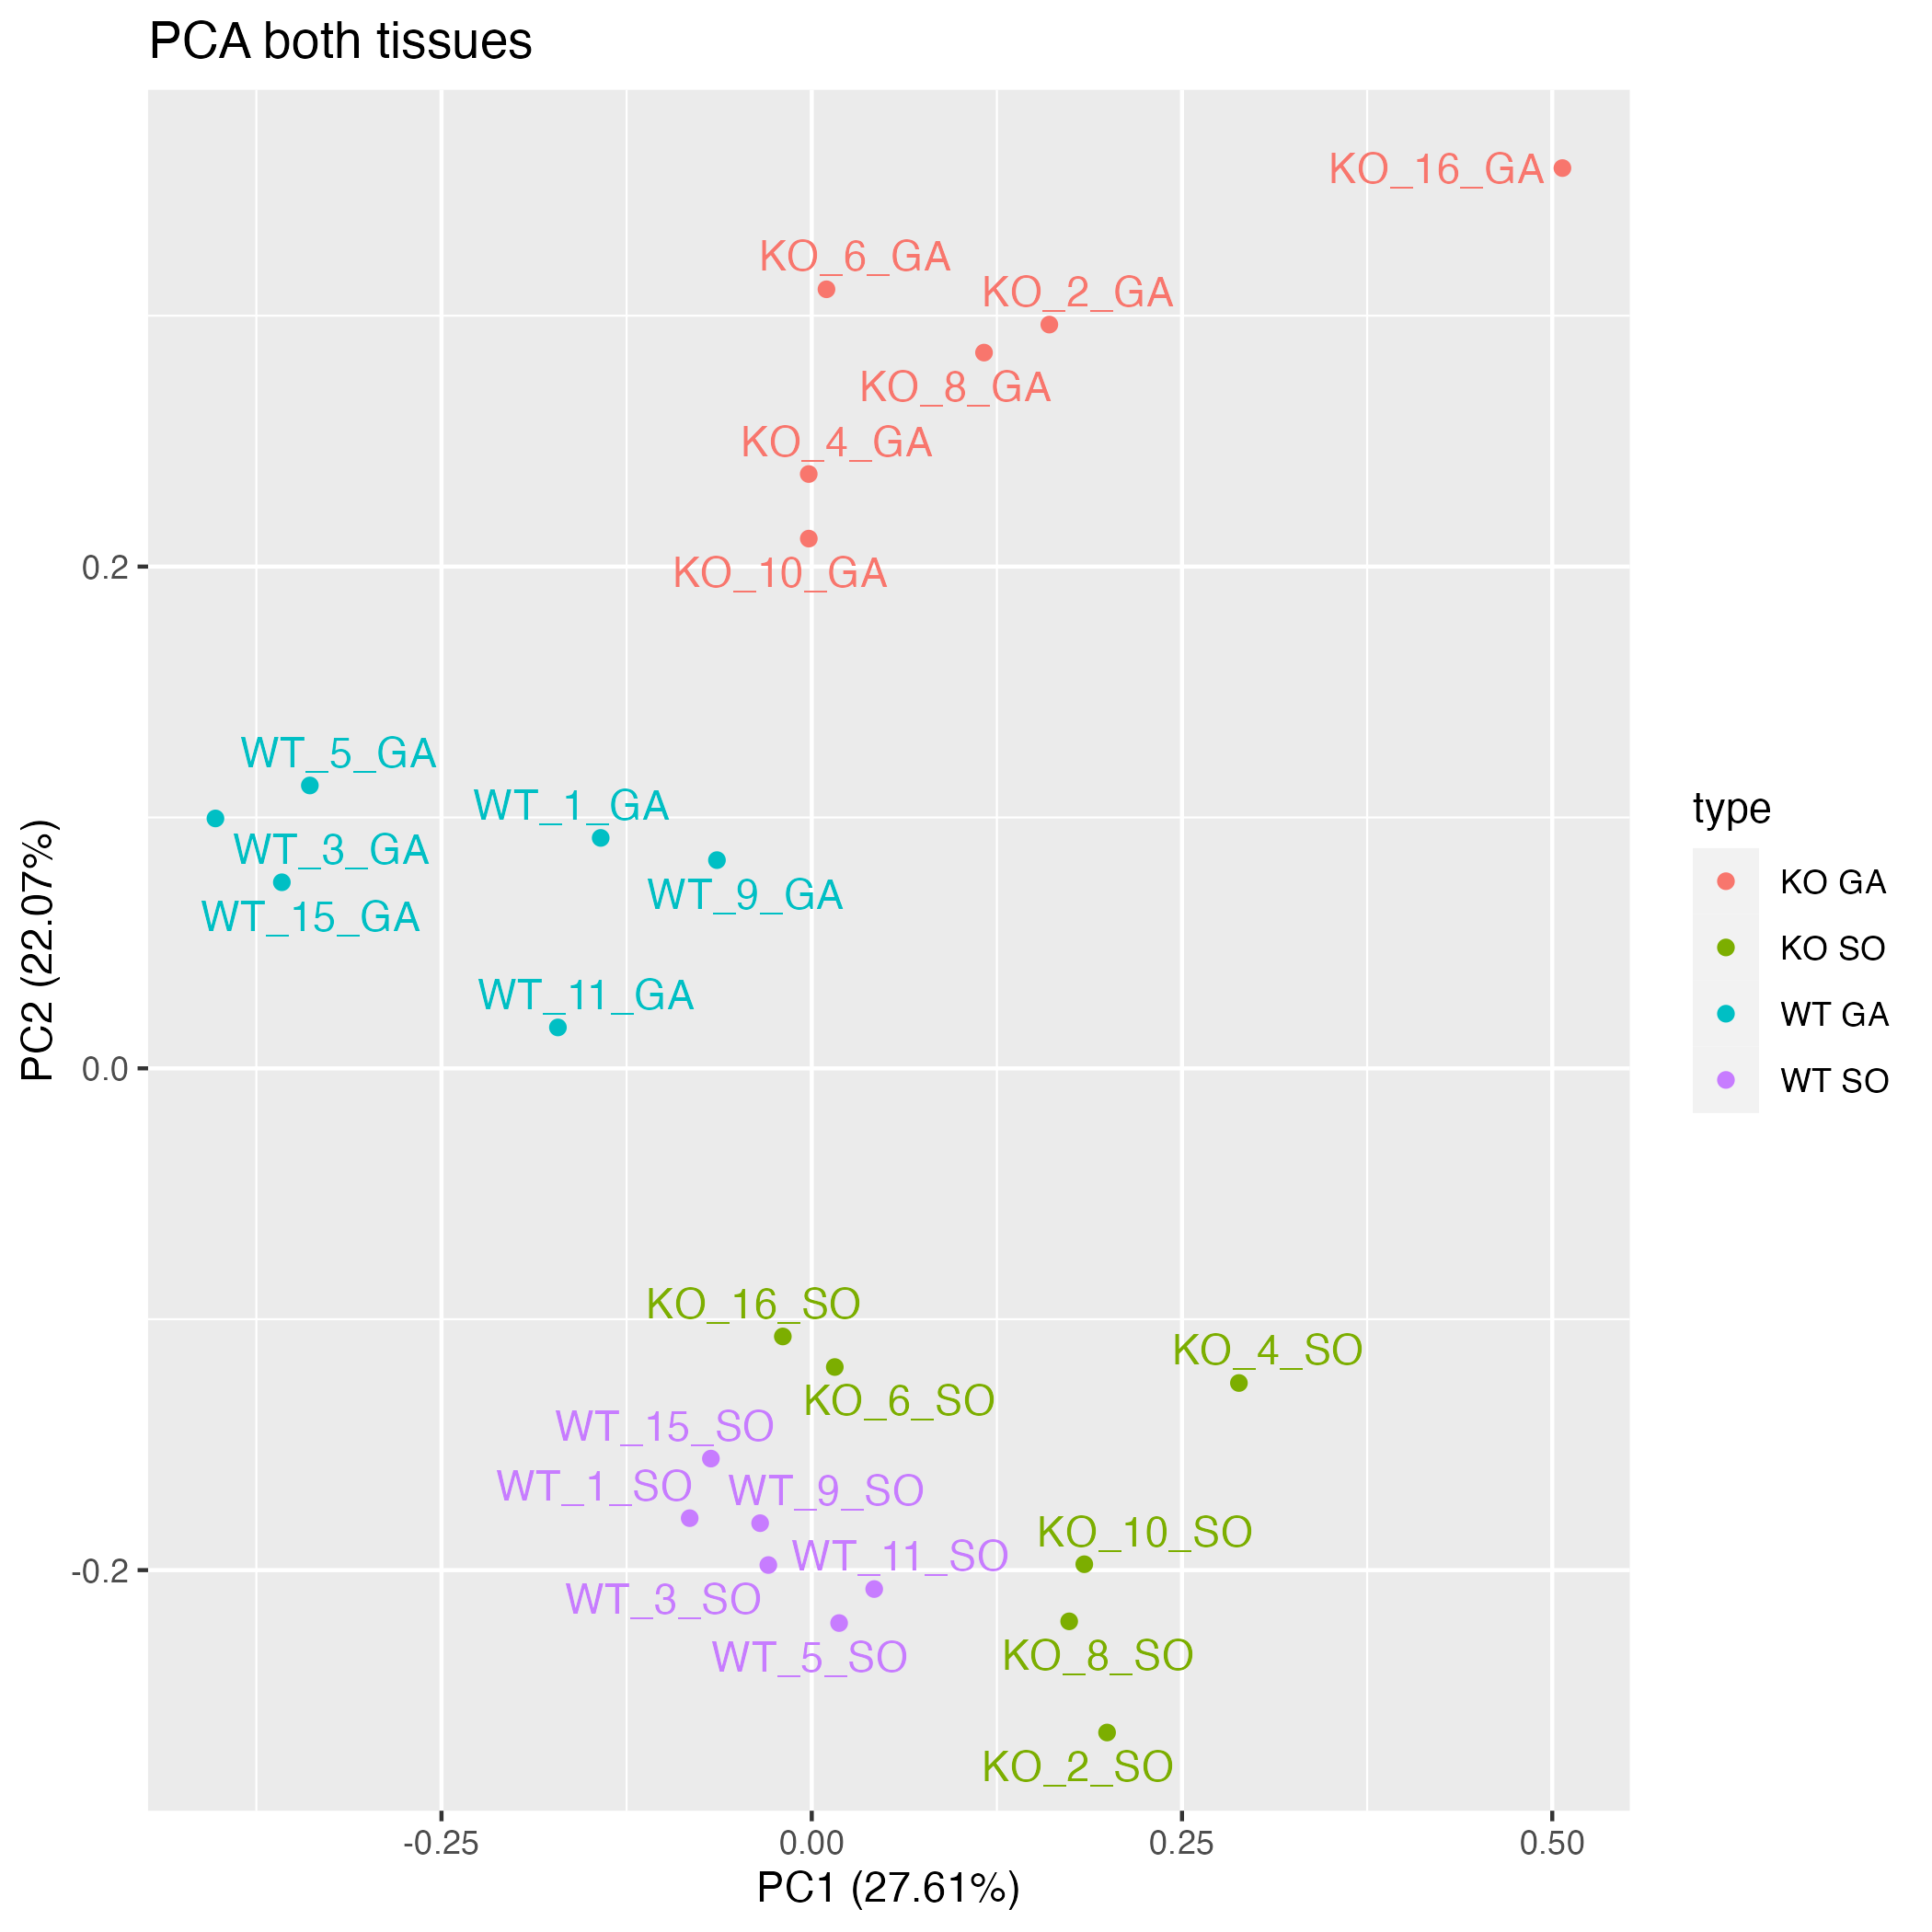 PCA both tissues
KO_16_GA
KO_6_GA
KO_2_GA
KO_8_GA
KO_4_GA
KO_10_GA
0.2
WT_5_GA
WT_1_GA
WT_3_GA
WT_9_GA
WT_15_GA
WT_11_GA
0.0
KO_16_SO
KO_4_SO
KO_6_SO
WT_15_SO
WT_1_SO
WT_9_SO
KO_10_SO
WT_11_SO
-0.2
WT_3_SO
WT_5_SO
KO_8_SO
KO_2_SO
-0.25
0.00
0.25
0.50
PC1 (27.61%)
PC2 (22.07%)
type
KO GA
KO SO
WT GA
WT SO